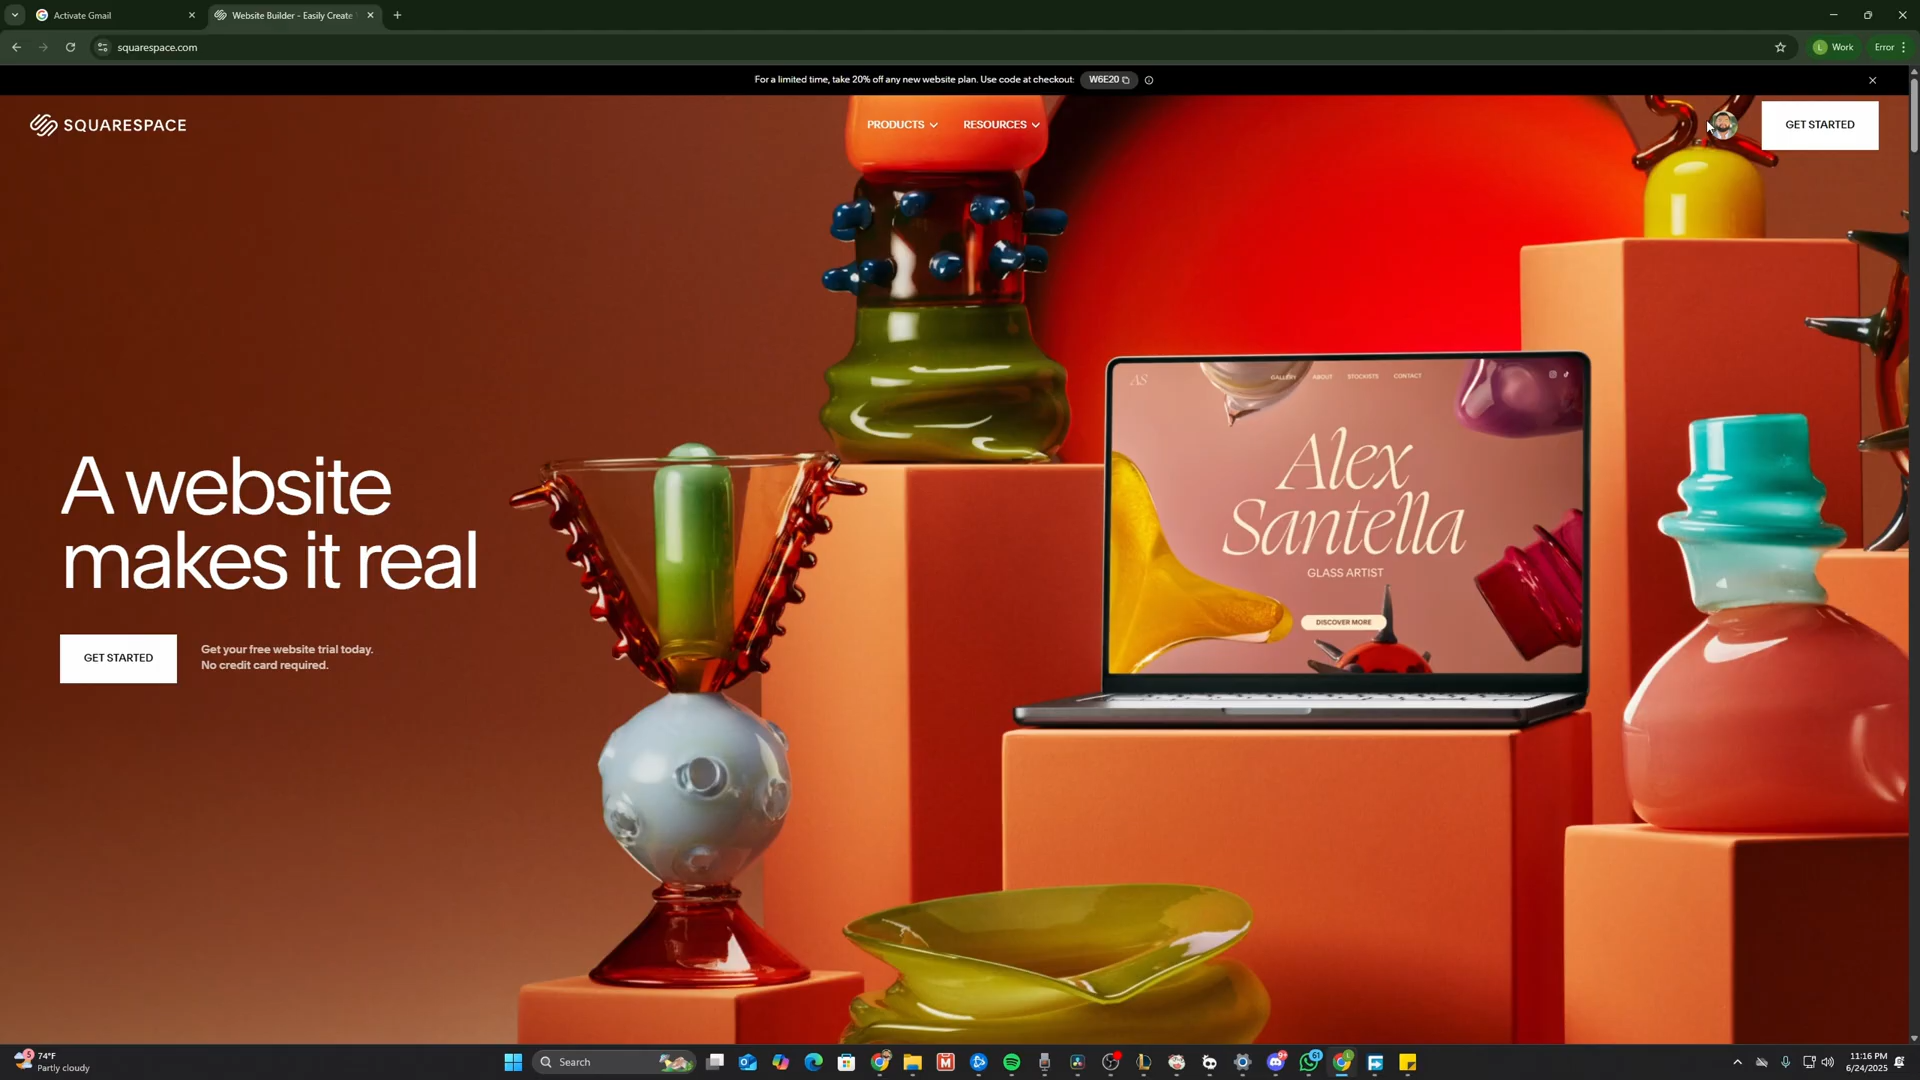 Activate Gmail
Website Builder - Easily Create
squarespace.com
Work
Error
For a limited time, take 20% off any new website plan. Use code at checkout: W6E20
SQUARESPACE
PRODUCTS
RESOURCES
GET STARTED
A website
makes it real
GET STARTED
Get your free website trial today.
No credit card required.
AS
GALLERY ABOUT STOCKISTS CONTACT
Alex
Santella
GLASS ARTIST
DISCOVER MORE
74°F
Partly cloudy
Search
11:16 PM
6/24/2025